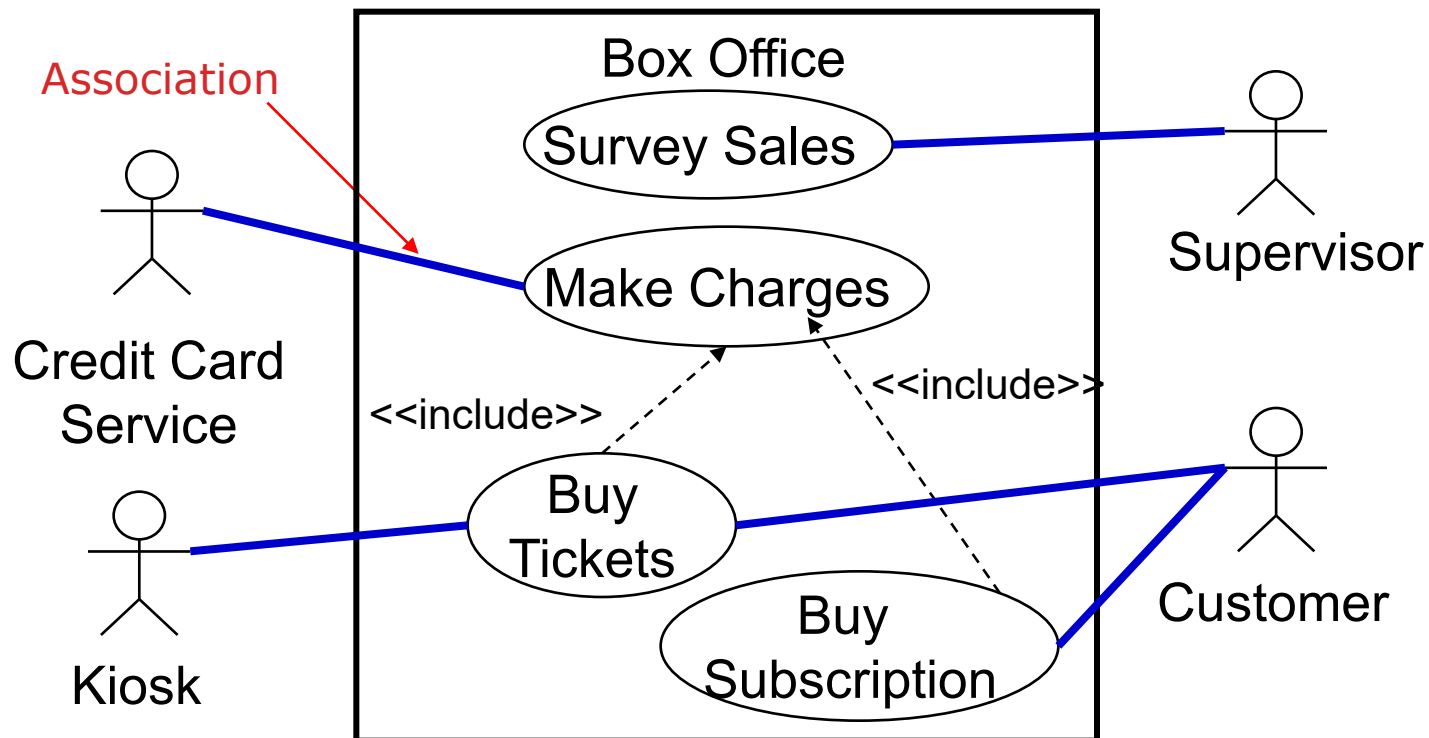 Box Office
Association
Survey Sales
Supervisor
Make Charges
Credit Card
Service
<<include>>
<<include>>
Buy
Tickets
Customer
Buy
Subscription
Kiosk